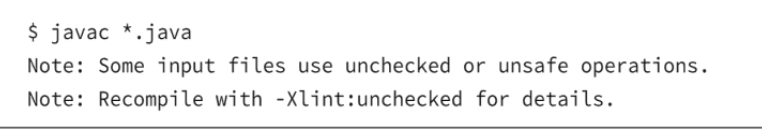 $ javac *.java
Note: Some input files use unchecked or unsafe operations.
Note: Recompile with -Xlint:unchecked for details.